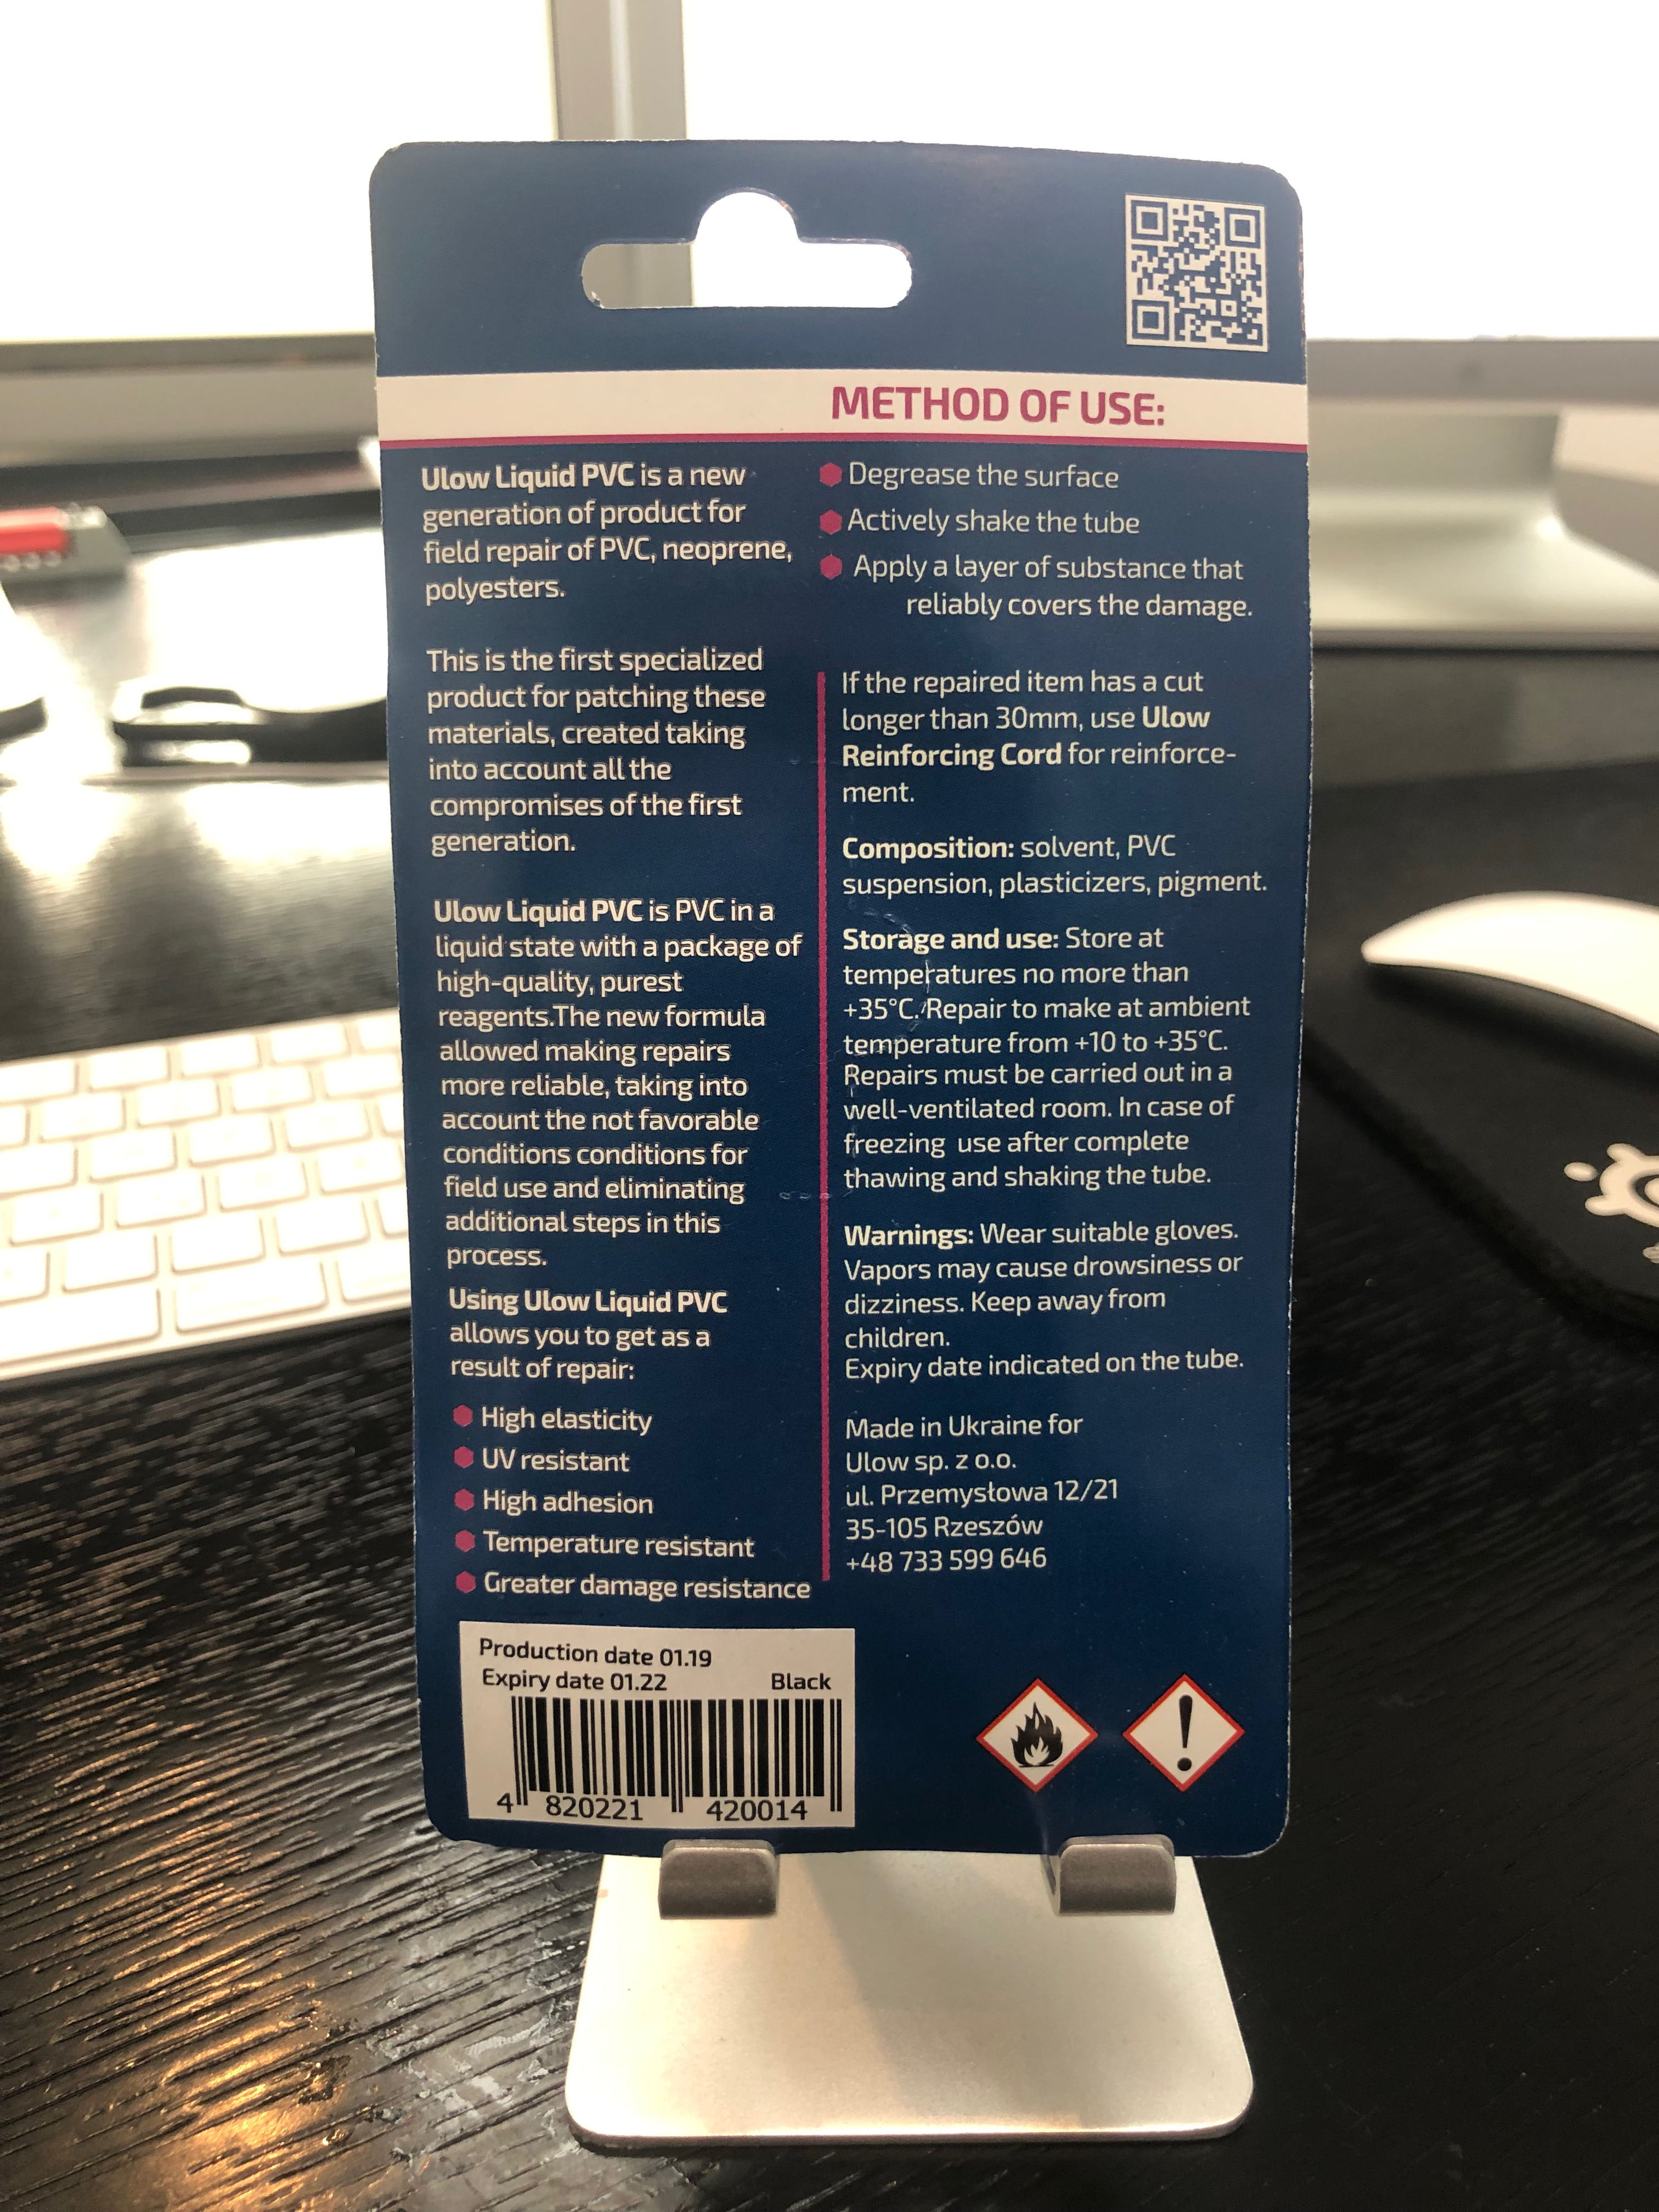 METHOD OF USE:
Ulow Liquid PVC is a new
generation of product for
field repair of PVC, neoprene,
polyesters.
This is the first specialized
product for patching these
materials, created taking
into account all the
compromises of the first
generation.
Ulow Liquid PVC is PVC in a
liquid state with a package of
high-quality, purest
reagents.The new formula
allowed making repairs
more reliable, taking into
account the not favorable
conditions conditions for
field use and eliminating
additional steps in this
process.
Using Ulow Liquid PVC
allows you to get as a
result of repair:
High elasticity
UV resistant
High adhesion
Temperature resistant
Greater damage resistance
Degrease the surface
Actively shake the tube
Apply a layer of substance that
reliably covers the damage.
If the repaired item has a cut
longer than 30mm, use Ulow
Reinforcing Cord for reinforce-
ment.
Composition: solvent, PVC
suspension, plasticizers, pigment.
Storage and use: Store at
temperatures no more than
+35°C. Repair to make at ambient
temperature from +10 to +35°C.
Repairs must be carried out in a
well-ventilated room. In case of
freezing use after complete
thawing and shaking the tube.
Warnings: Wear suitable gloves.
Vapors may cause drowsiness or
dizziness. Keep away from
children.
Expiry date indicated on the tube.
Made in Ukraine for
Ulow sp. z o.o.
ul. Przemysłowa 12/21
35-105 Rzeszów
+48 733 599 646
Production date 01.19
Expiry date 01.22 Black
4 820221 420014